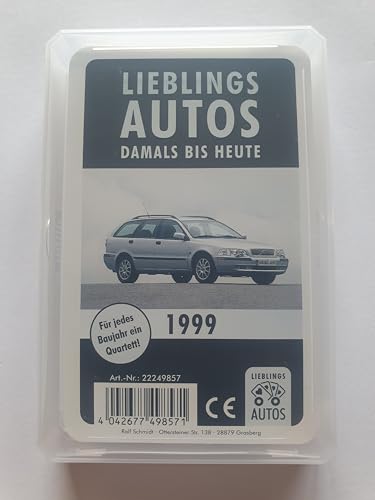 LIEBLINGS
AUTOS
DAMALS BIS HEUTE
1999
Für jedes
Baujahr ein
Quartett!
Art.-Nr.: 22249857
4 042677 498571
CE
LIEBLINGS
AUTOS
Ralf Schmidt - Ottersteiner Str. 138 - 28879 Grasberg